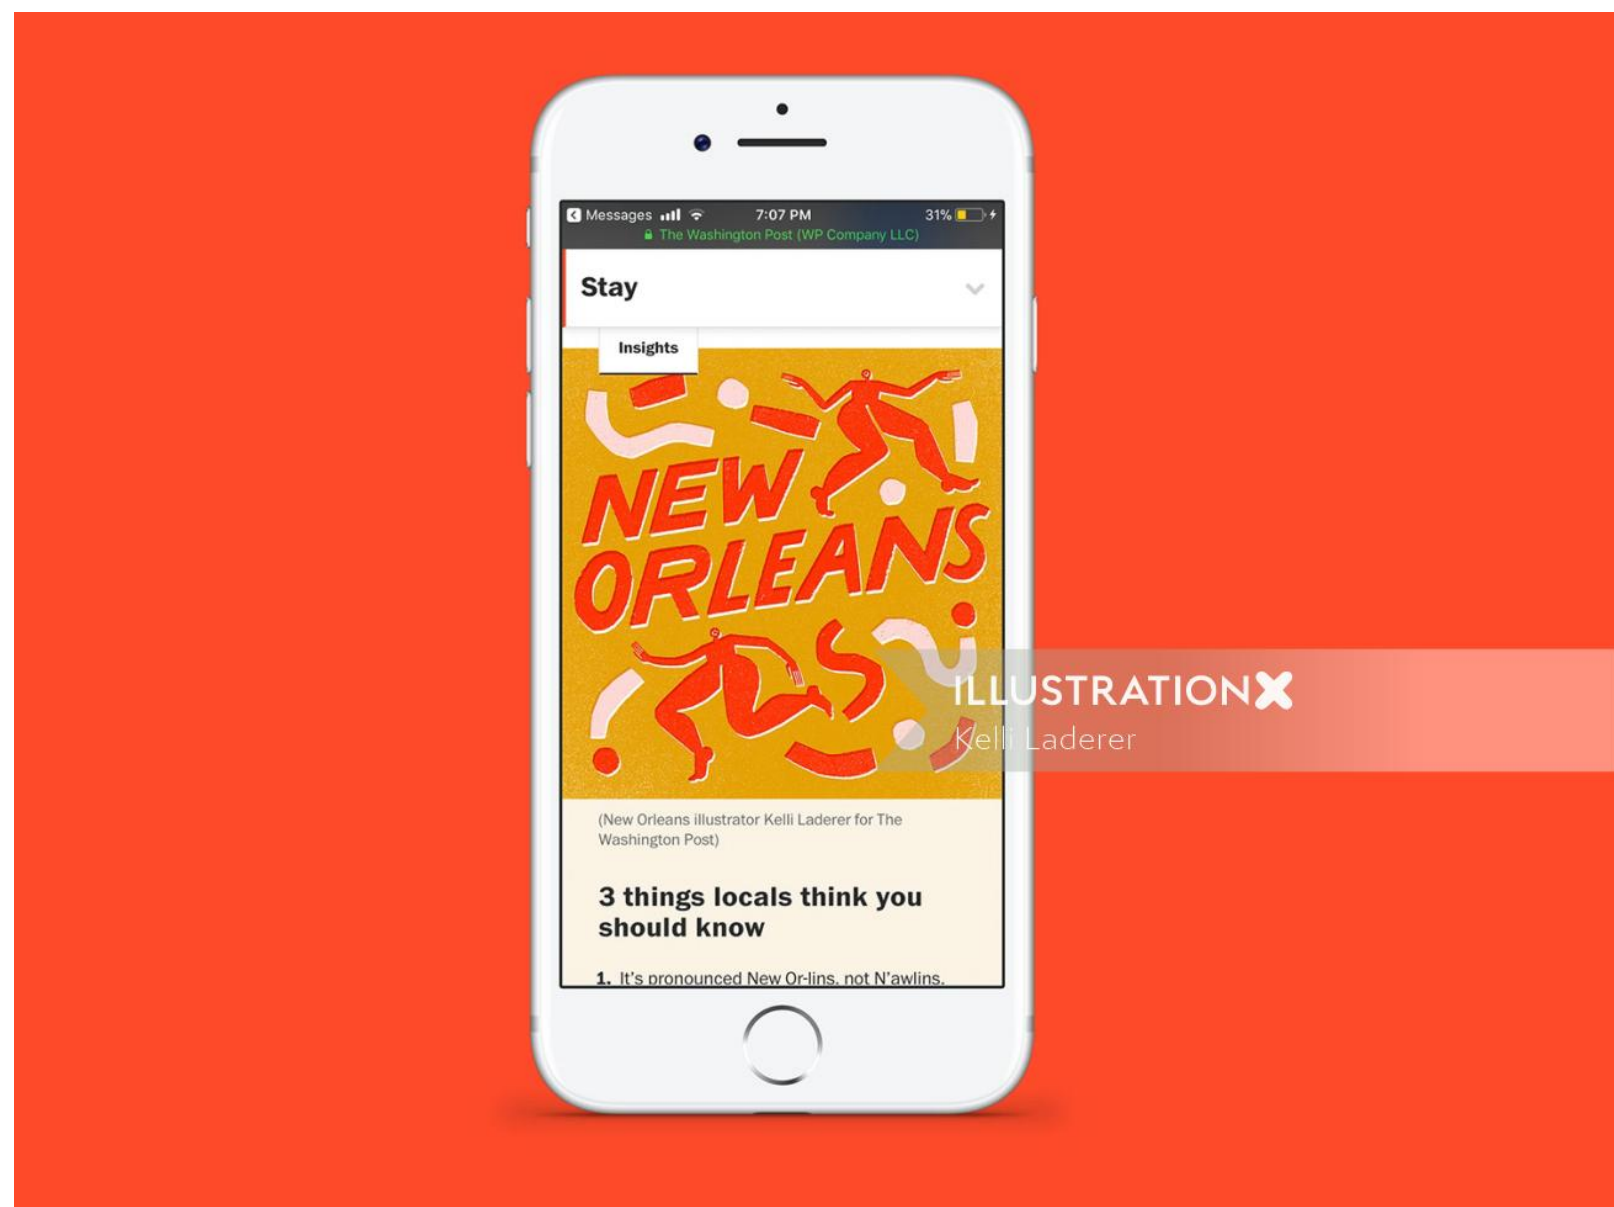 Messages 7:07 PM 31%
The Washington Post (WP Company LLC)
Stay
Insights
NEW
ORLEANS
ILLUSTRATIONX
Kelli Laderer
(New Orleans illustrator Kelli Laderer for The
Washington Post)
3 things locals think you
should know
1. It’s pronounced New Or-lins, not N’awlins.